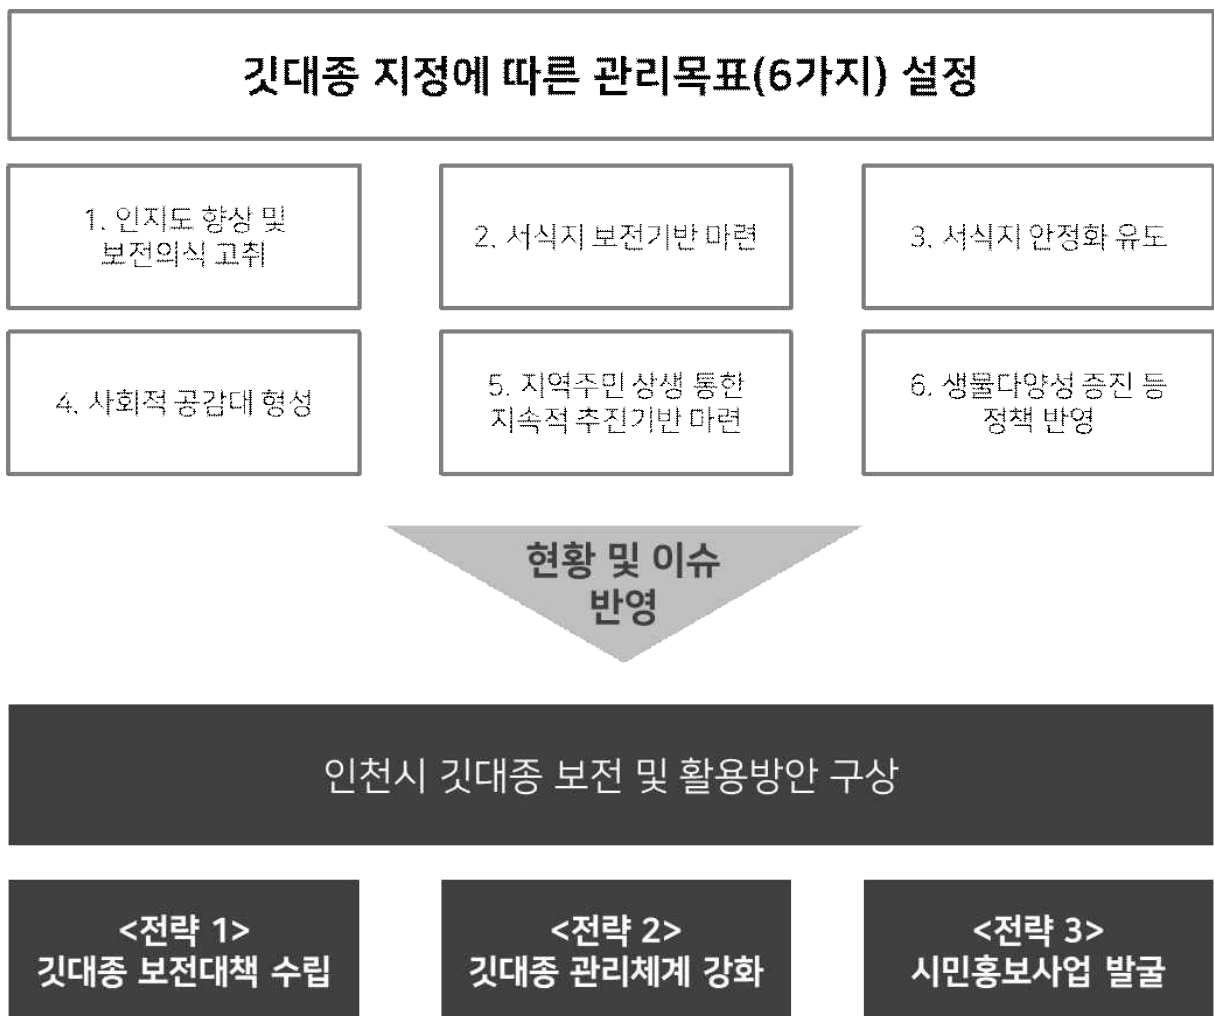 깃대종 지정에 따른 관리목표(6가지) 설정
1. 인지도 향상 및
보전의식 고취
2. 서식지 보전기반 마련
3. 서식지 안정화 유도
4. 사회적 공감대 형성
5. 지역주민 상생 통한
지속적 추진기반 마련
6. 생물다양성 증진 등
정책 반영
현황 및 이슈
반영
인천시 깃대종 보전 및 활용방안 구상
<전략 1>
깃대종 보전대책 수립
<전략 2>
깃대종 관리체계 강화
<전략 3>
시민홍보사업 발굴